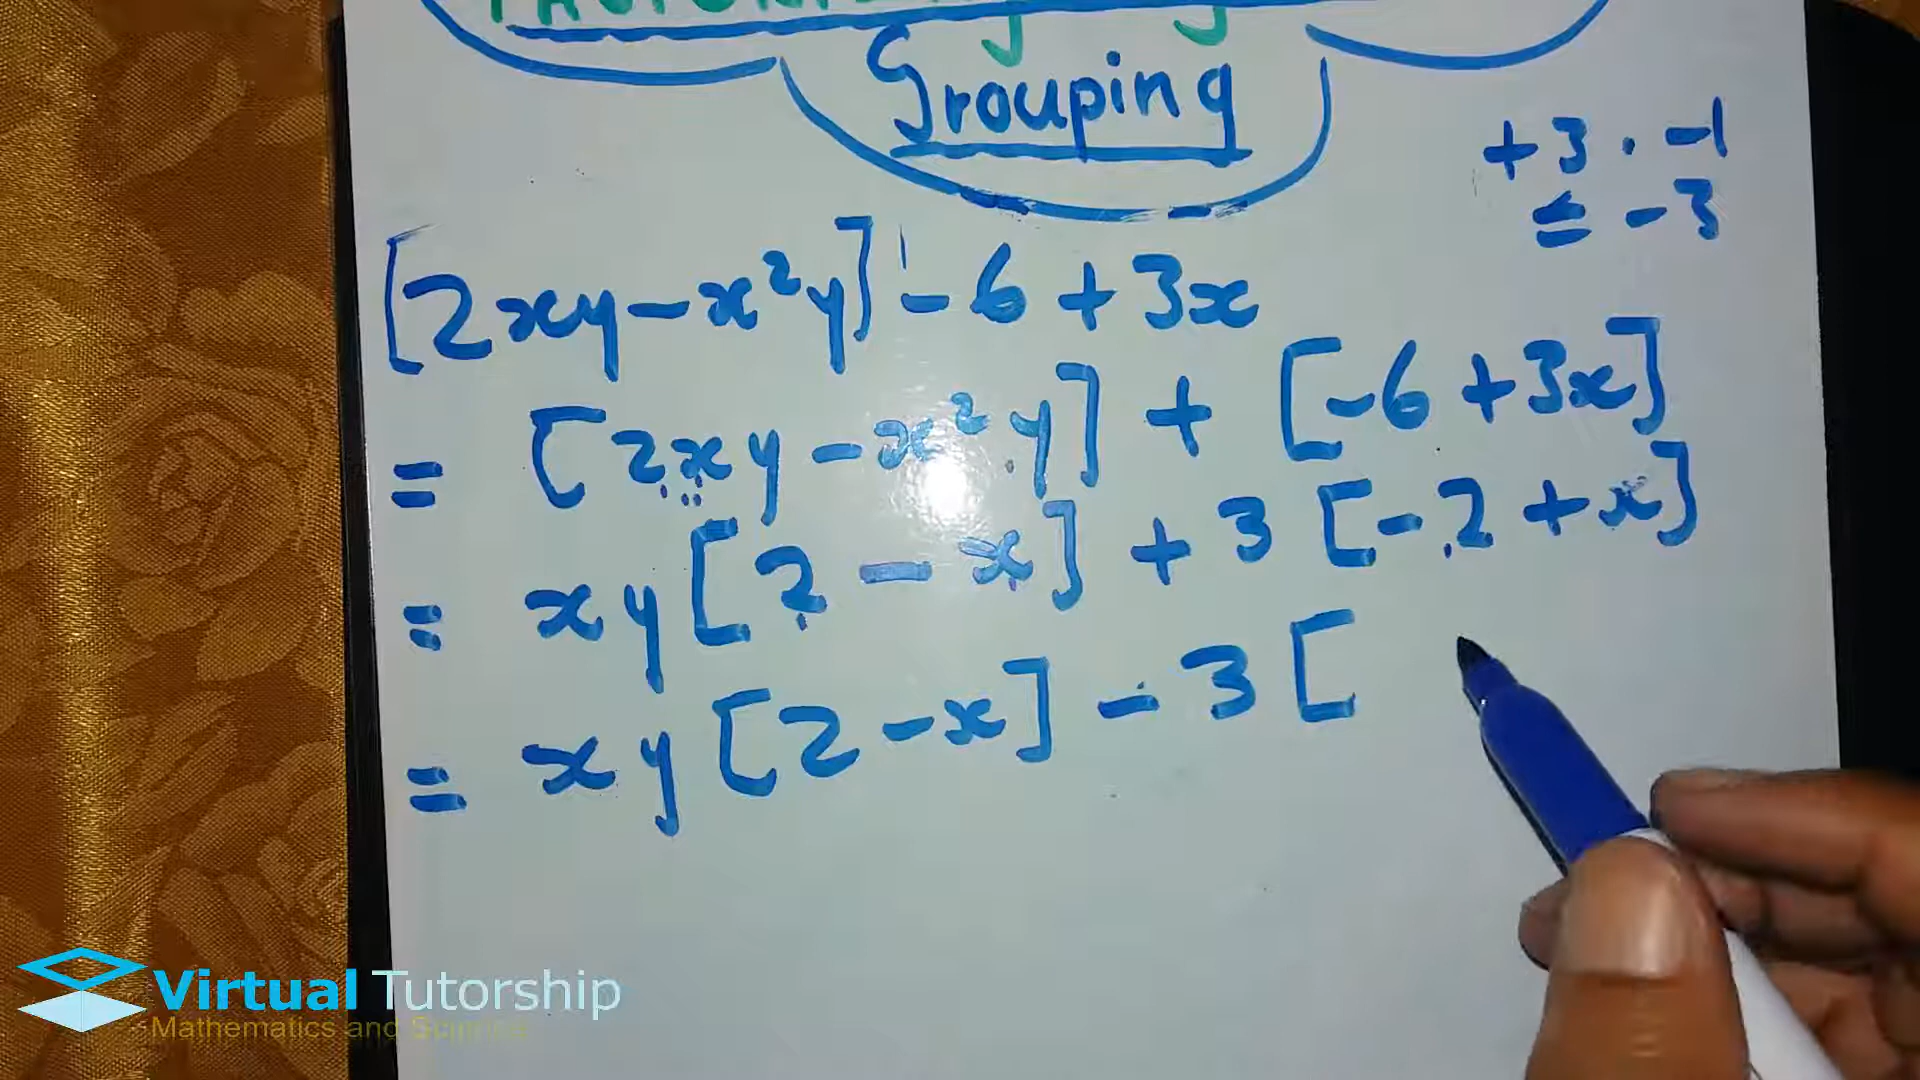 Grouping
+3 · -1
= -3
[2xy-x²y] - 6 + 3x
= [2xy-x²y] + [-6+3x]
= xy[2-x] + 3[-2+x]
= xy[2-x] - 3[
Virtual Tutorship
Mathematics and Science